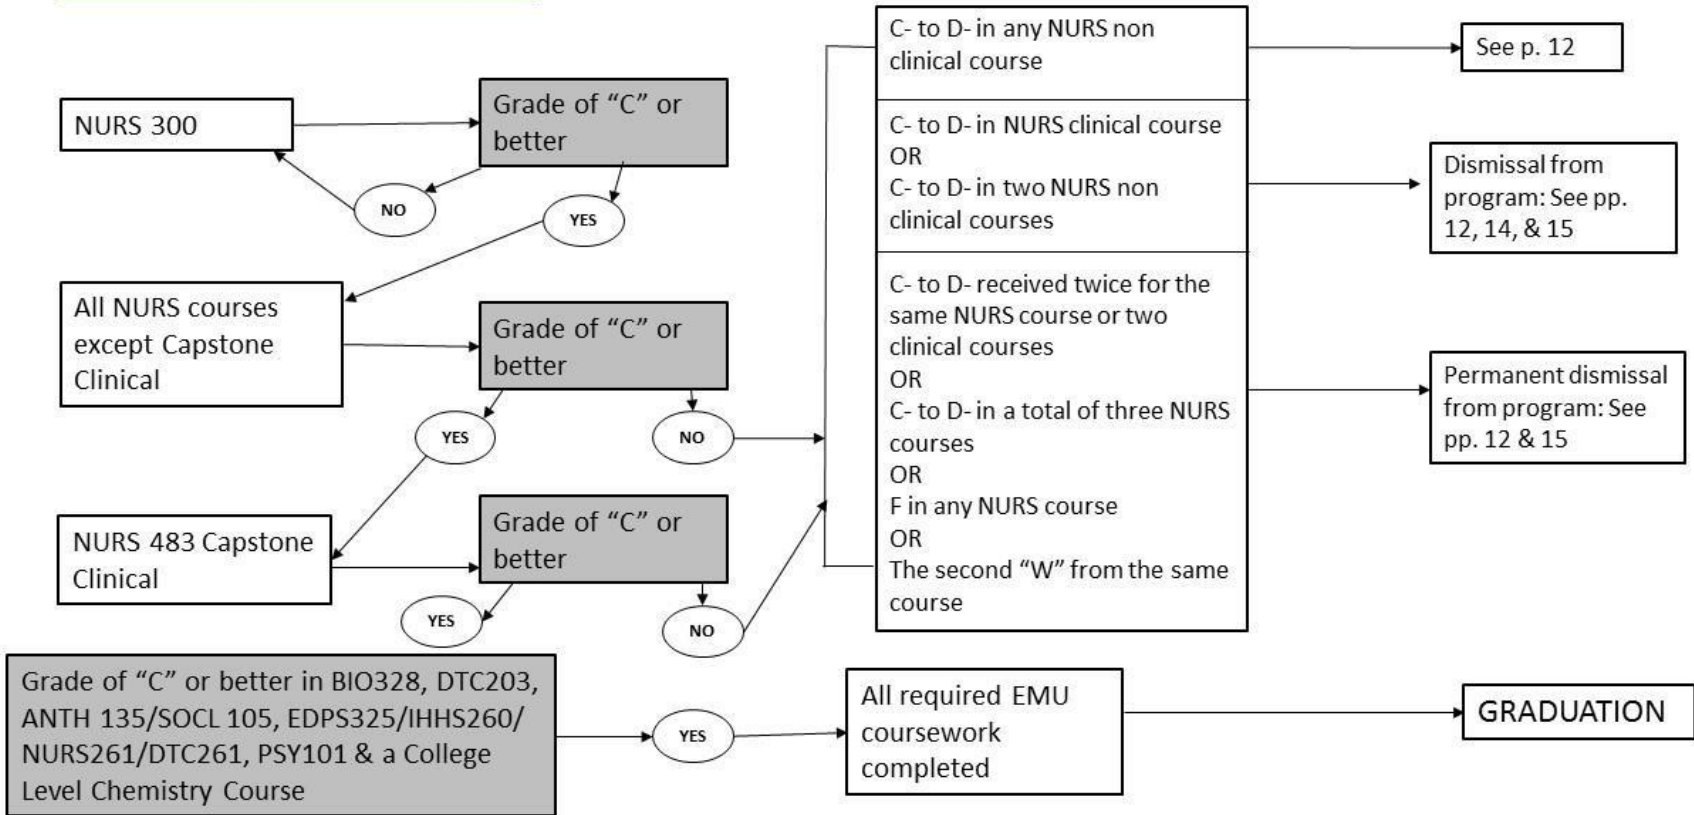 NURS 300
Grade of “C” or
better
NO
YES
All NURS courses
except Capstone
Clinical
Grade of “C” or
better
YES
NO
NURS 483 Capstone
Clinical
Grade of “C” or
better
YES
NO
C- to D- in any NURS non
clinical course
See p. 12
C- to D- in NURS clinical course
OR
C- to D- in two NURS non
clinical courses
Dismissal from
program: See pp.
12, 14, & 15
C- to D- received twice for the
same NURS course or two
clinical courses
OR
C- to D- in a total of three NURS
courses
OR
F in any NURS course
OR
The second “W” from the same
course
Permanent dismissal
from program: See
pp. 12 & 15
Grade of “C” or better in BIO328, DTC203,
ANTH 135/SOCL 105, EDPS325/IHHS260/
NURS261/DTC261, PSY101 & a College
Level Chemistry Course
YES
All required EMU
coursework
completed
GRADUATION